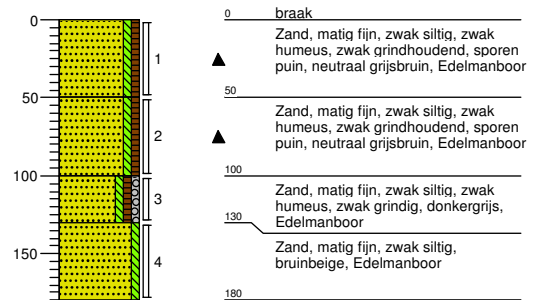 0
50
100
150
1
2
3
4
0
braak
Zand, matig fijn, zwak siltig, zwak
humeus, zwak grindhoudend, sporen
puin, neutraal grijsbruin, Edelmanboor
50
Zand, matig fijn, zwak siltig, zwak
humeus, zwak grindhoudend, sporen
puin, neutraal grijsbruin, Edelmanboor
100
Zand, matig fijn, zwak siltig, zwak
humeus, zwak grindig, donkergrijs,
Edelmanboor
130
Zand, matig fijn, zwak siltig,
bruinbeige, Edelmanboor
180